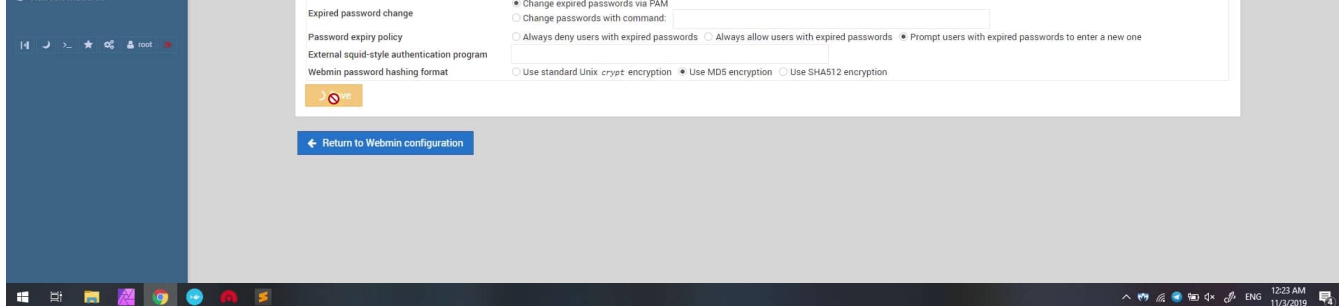 Change expired passwords via PAM
Expired password change
Change passwords with command:
Password expiry policy Always deny users with expired passwords Always allow users with expired passwords Prompt users with expired passwords to enter a new one
External squid-style authentication program
Webmin password hashing format Use standard Unix crypt encryption Use MD5 encryption Use SHA512 encryption
root
Return to Webmin configuration
ENG
12:23 AM
11/3/2019